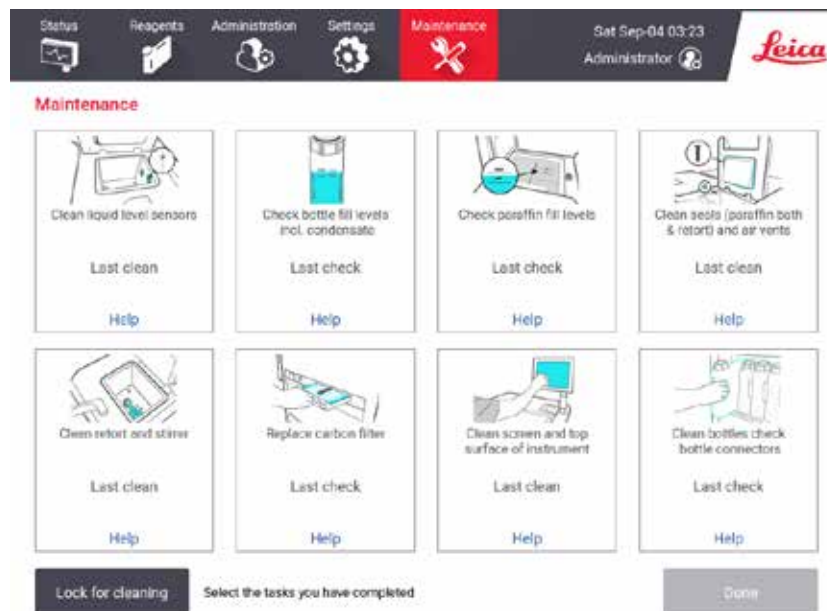 Status Reagents Administration Settings Maintenance Sat Sep-04 03:23
Administrator
Leica
Maintenance
Clean liquid level sensors
Check bottle fill levels
incl. condensate
Check paraffin fill levels
1
Clean seals (paraffin bath
& retort) and air vents
Last clean Last check Last check Last clean
Help Help Help Help
Clean retort and stirrer
Replace carbon filter
Clean screen and top
surface of instrument
Clean bottles check
bottle connectors
Last clean Last check Last clean Last check
Help Help Help Help
Lock for cleaning Select the tasks you have completed Done